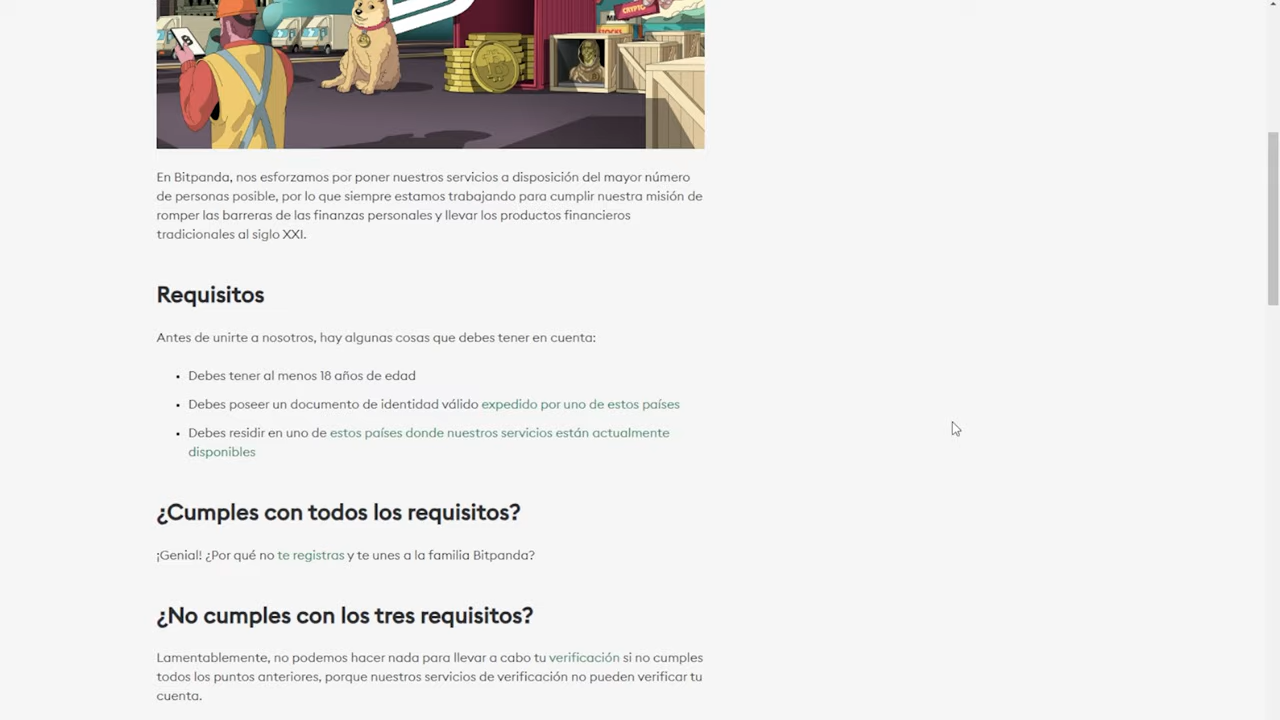 CRYPTO
En Bitpanda, nos esforzamos por poner nuestros servicios a disposición del mayor número
de personas posible, por lo que siempre estamos trabajando para cumplir nuestra misión de
romper las barreras de las finanzas personales y llevar los productos financieros
tradicionales al siglo XXI.
Requisitos
Antes de unirte a nosotros, hay algunas cosas que debes tener en cuenta:
• Debes tener al menos 18 años de edad
• Debes poseer un documento de identidad válido expedido por uno de estos países
• Debes residir en uno de estos países donde nuestros servicios están actualmente
disponibles
¿Cumples con todos los requisitos?
¡Genial! ¿Por qué no te registras y te unes a la familia Bitpanda?
¿No cumples con los tres requisitos?
Lamentablemente, no podemos hacer nada para llevar a cabo tu verificación si no cumples
todos los puntos anteriores, porque nuestros servicios de verificación no pueden verificar tu
cuenta.